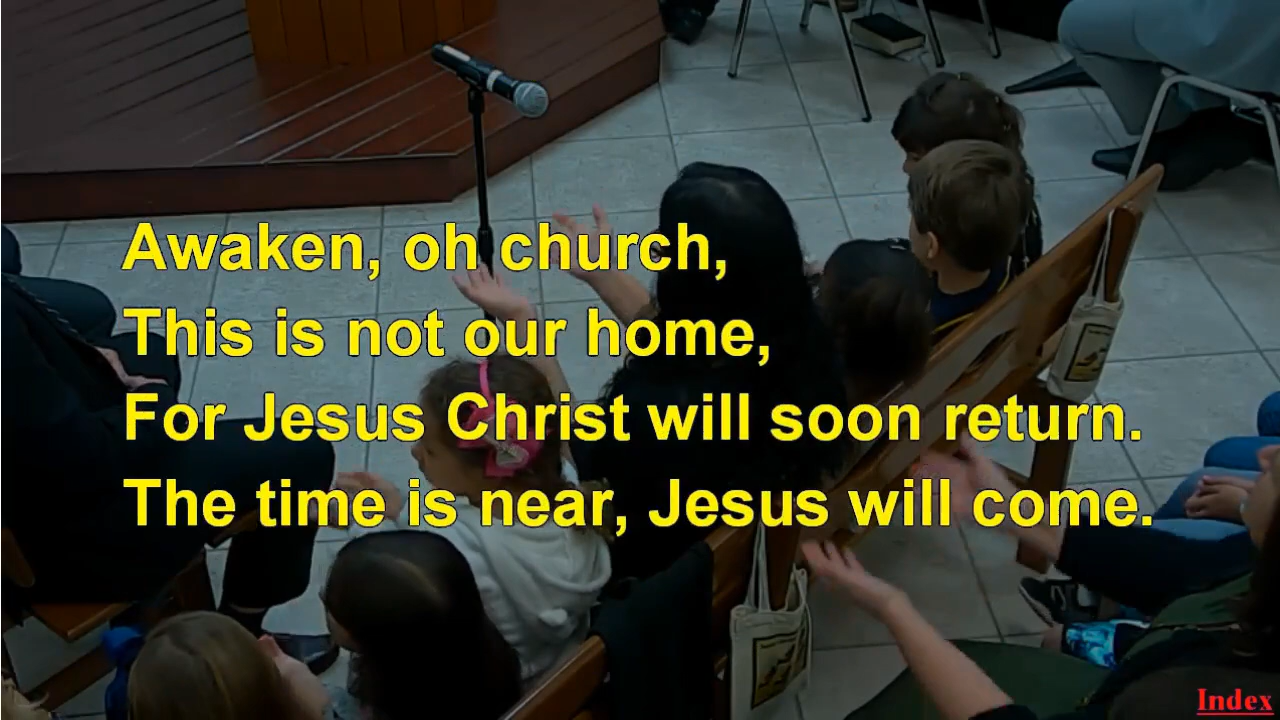 Awaken, oh church,
This is not our home,
For Jesus Christ will soon return.
The time is near, Jesus will come.
Index